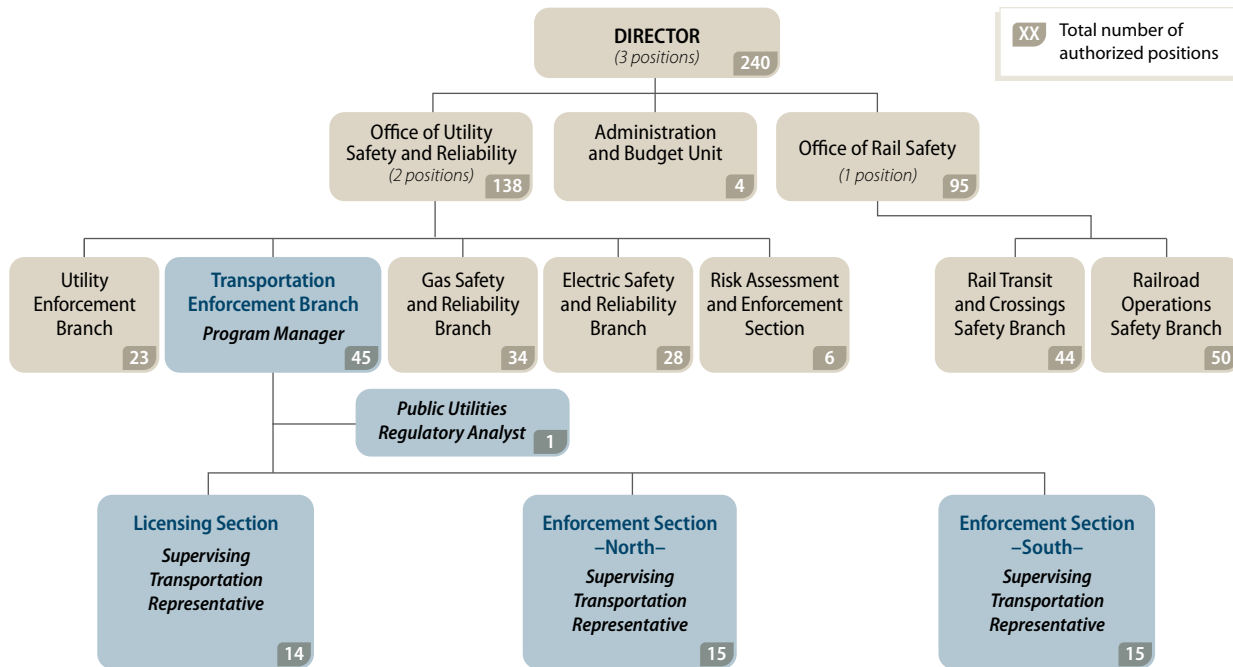 DIRECTOR
(3 positions)
240
XX
Total number of
authorized positions
Office of Utility
Safety and Reliability
(2 positions)
138
Administration
and Budget Unit
4
Office of Rail Safety
(1 position)
95
Utility
Enforcement
Branch
23
Transportation
Enforcement Branch
Program Manager
45
Gas Safety
and Reliability
Branch
34
Electric Safety
and Reliability
Branch
28
Risk Assessment
and Enforcement
Section
6
Rail Transit
and Crossings
Safety Branch
44
Railroad
Operations
Safety Branch
50
Public Utilities
Regulatory Analyst
1
Licensing Section
Supervising
Transportation
Representative
14
Enforcement Section
–North–
Supervising
Transportation
Representative
15
Enforcement Section
–South–
Supervising
Transportation
Representative
15